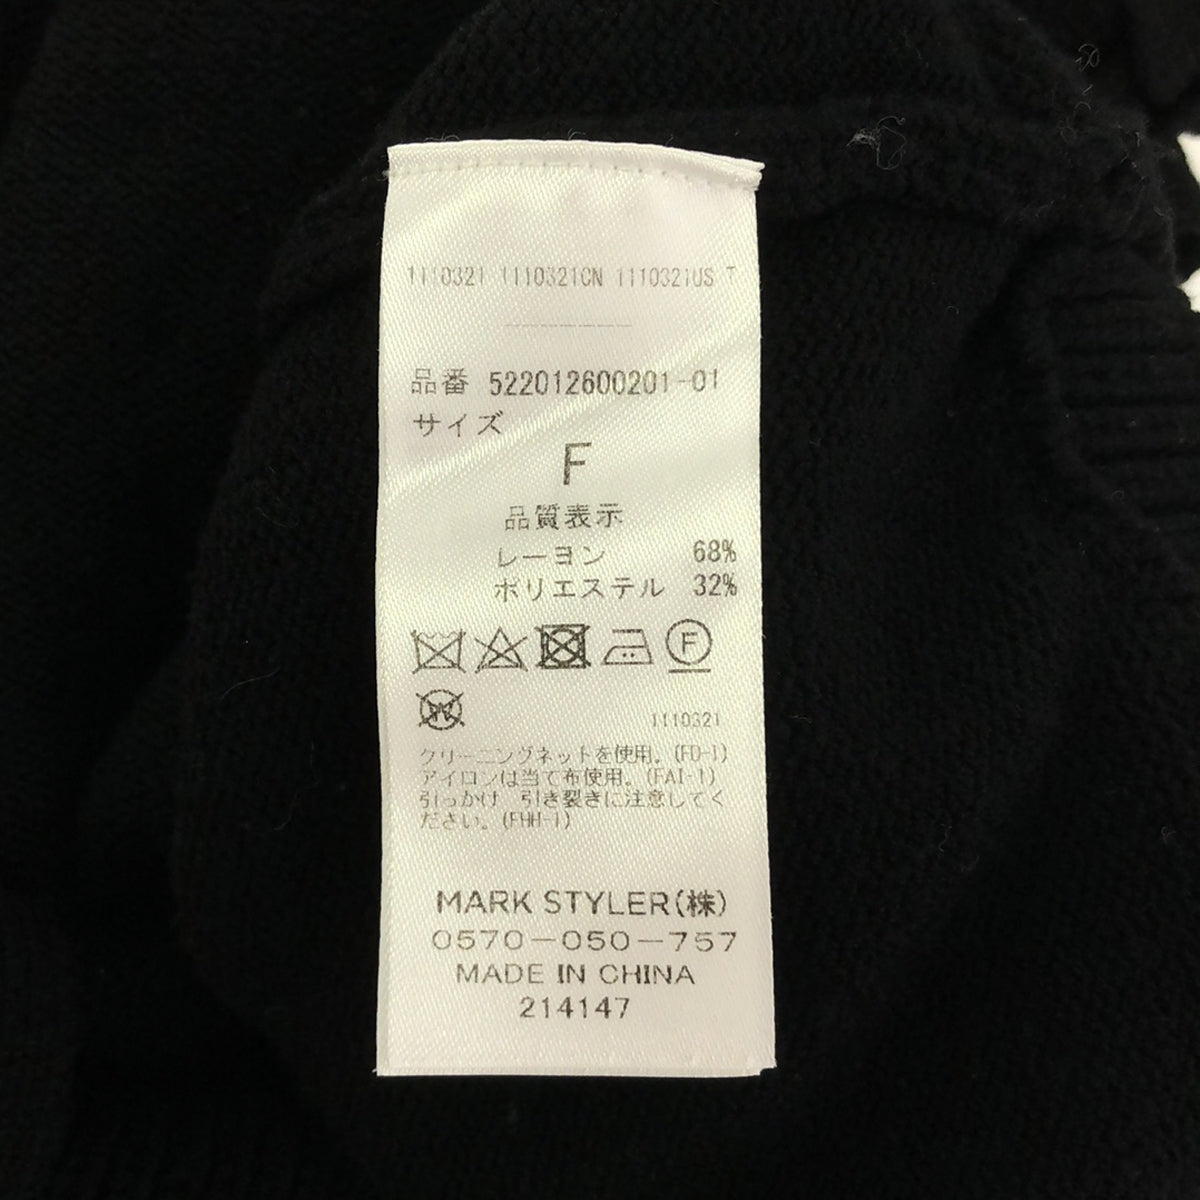 1110321 1110321CN 1110321US T
品番 522012600201-01
サイズ
F
品質表示
レーヨン 68%
ポリエステル 32%
F
W
1110321
クリーニングネットを使用。(FD-1)
アイロンは当て布使用。(FAI-1)
引っかけ 引き裂きに注意してく
ださい。(FHH-1)
MARK STYLER(株)
0570-050-757
MADE IN CHINA
214147